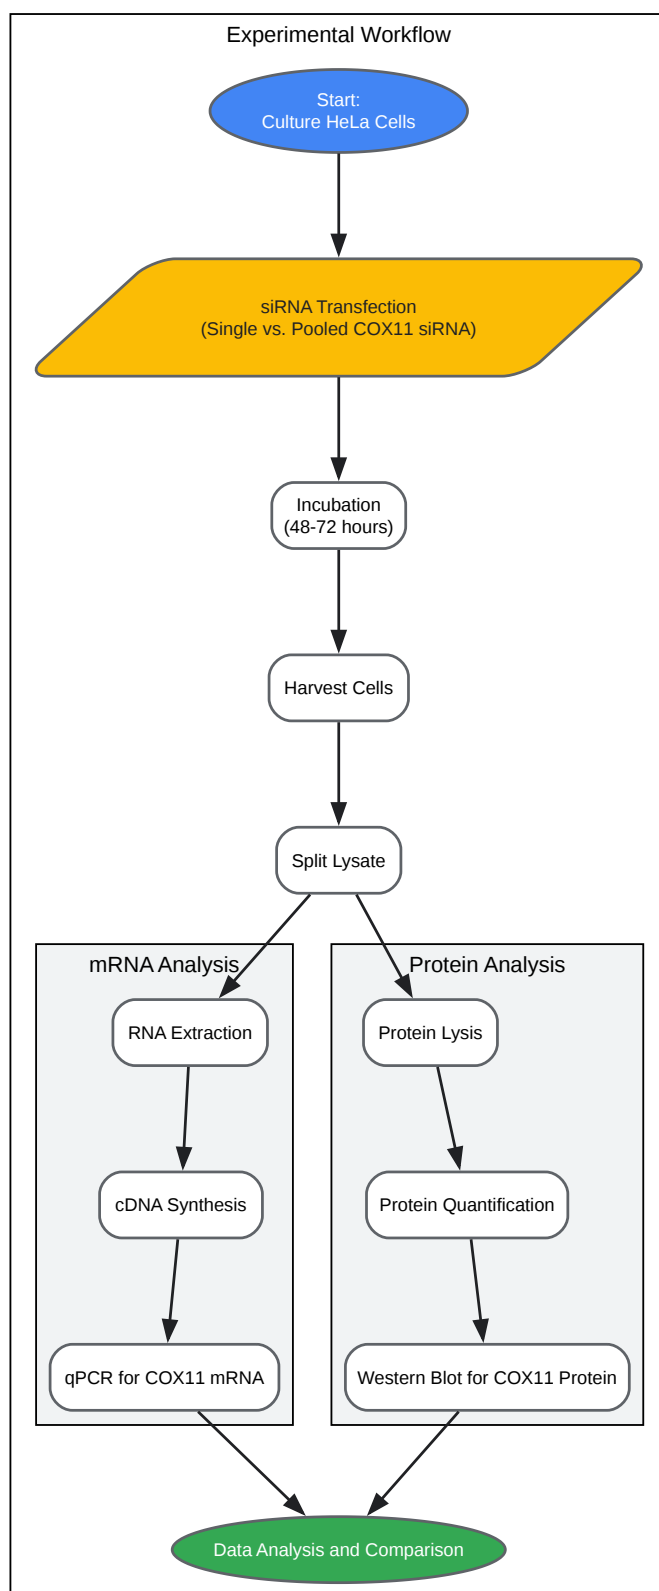 Experimental Workflow
Start:
Culture HeLa Cells
siRNA Transfection
(Single vs. Pooled COX11 siRNA)
Incubation
(48-72 hours)
Harvest Cells
Split Lysate
mRNA Analysis
RNA Extraction
cDNA Synthesis
qPCR for COX11 mRNA
Protein Analysis
Protein Lysis
Protein Quantification
Western Blot for COX11 Protein
Data Analysis and Comparison